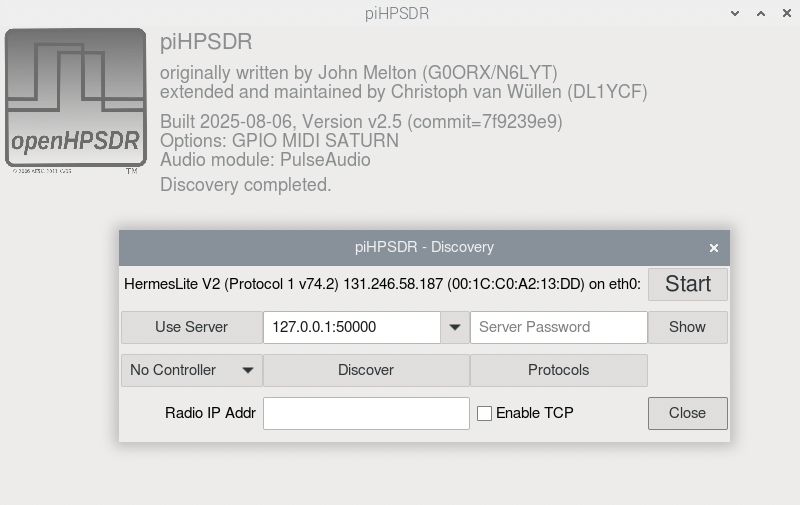 piHPSDR
piHPSDR
originally written by John Melton (G0ORX/N6LYT)
extended and maintained by Christoph van Wüllen (DL1YCF)
Built 2025-08-06, Version v2.5 (commit=7f9239e9)
Options: GPIO MIDI SATURN
Audio module: PulseAudio
Discovery completed.
openHPSDR
TM
piHPSDR - Discovery
HermesLite V2 (Protocol 1 v74.2) 131.246.58.187 (00:1C:C0:A2:13:DD) on eth0: Start
Use Server 127.0.0.1:50000 Server Password Show
No Controller Discover Protocols
Radio IP Addr Enable TCP Close